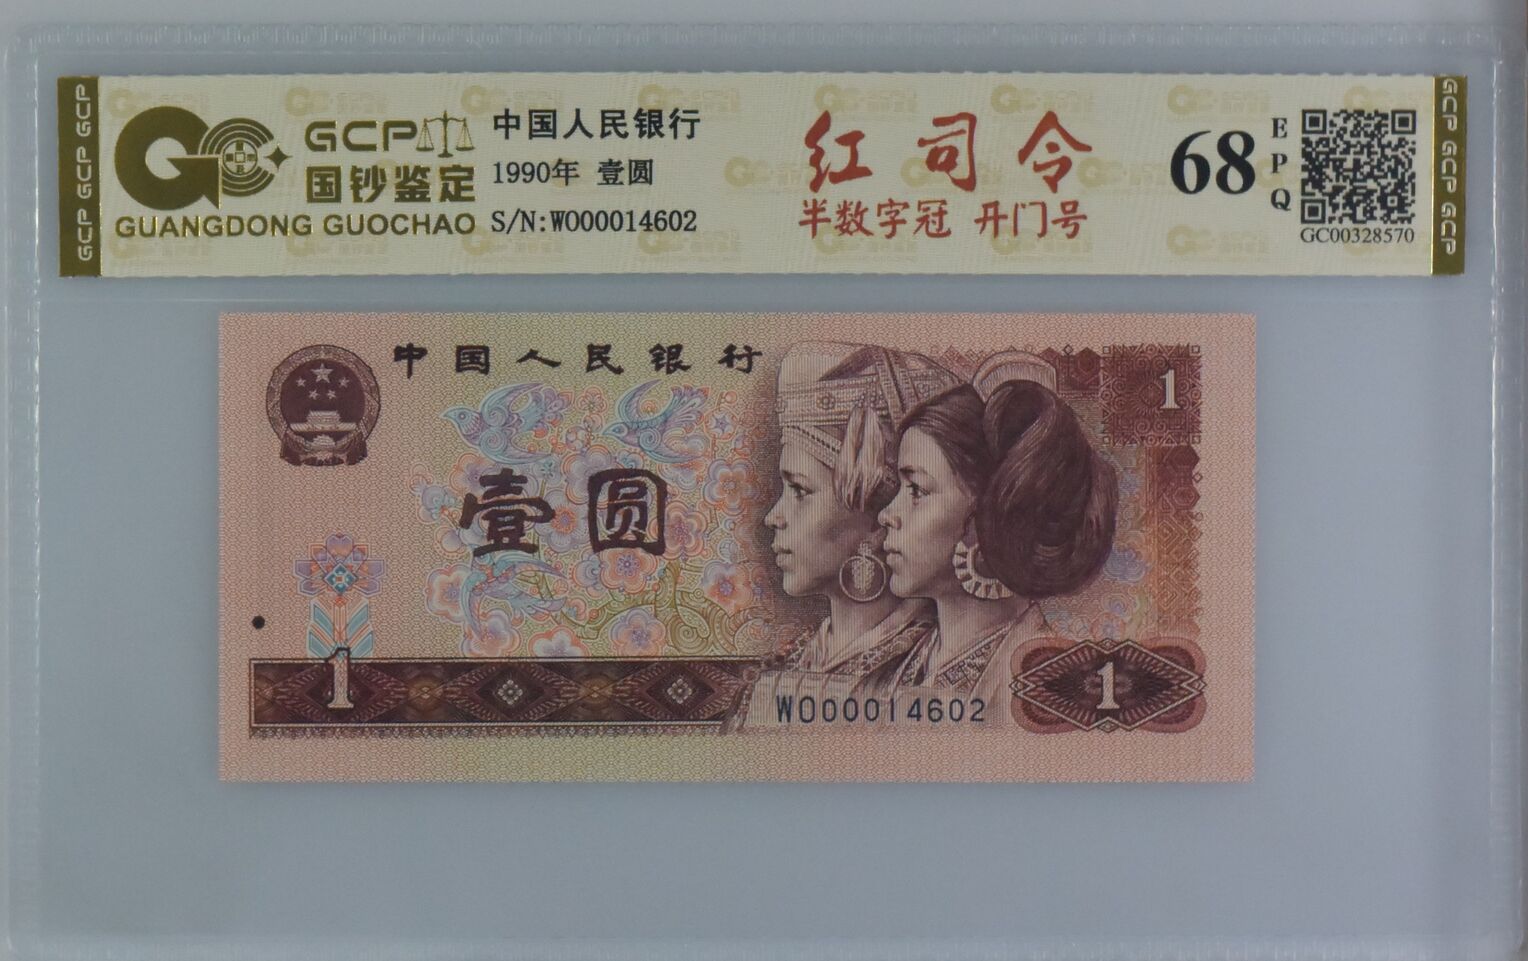 GCP GCP GCP
GCP
国钞鉴定
GUANGDONG GUOCHAO
中国人民银行
1990年 壹圆
S/N:WO00014602
红司令
半数字冠 开门号
68
EPQ
GC00328570
GCP GCP GCP
中国人民银行
1
壹圆
1
WO00014602
1